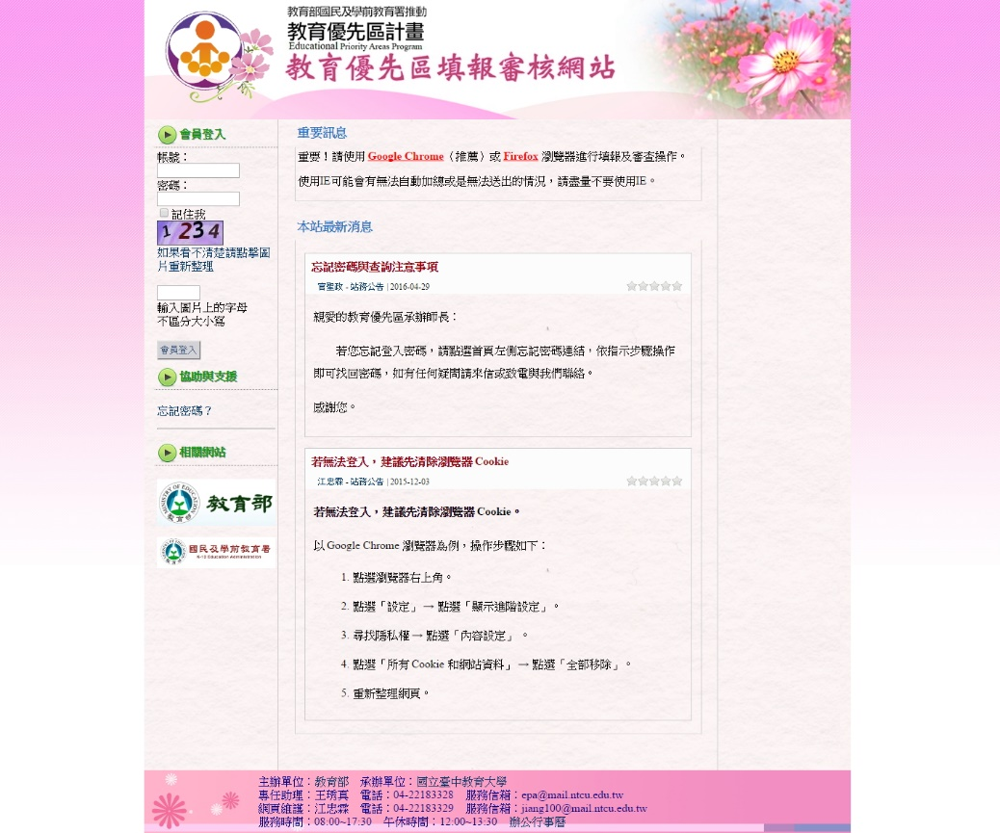 教育部國民及學前教育署推動
教育優先區計畫
Educational Priority Areas Program
教育優先區填報審核網站
會員登入
帳號：
密碼：
記住我
1234
如果看不清楚請點擊圖
片重新整理
輸入圖片上的字母
不區分大小寫
會員登入
協助與支援
忘記密碼？
相關網站
MINISTRY OF EDUCATION
教育部
教育部
國民及學前教育署
K-12 Education Administration
重要訊息
重要！請使用 Google Chrome（推薦）或 Firefox 瀏覽器進行填報及審查操作。
使用IE可能會有無法自動加總或是無法送出的情況，請盡量不要使用IE。
本站最新消息
忘記密碼與查詢注意事項
官聖政 - 站務公告 | 2016-04-29
親愛的教育優先區承辦師長：
若您忘記登入密碼，請點選首頁左側忘記密碼連結，依指示步驟操作
即可找回密碼，如有任何疑問請來信或致電與我們聯絡。
感謝您。
若無法登入，建議先清除瀏覽器 Cookie
江忠霖 - 站務公告 | 2015-12-03
若無法登入，建議先清除瀏覽器 Cookie。
以 Google Chrome 瀏覽器為例，操作步驟如下：
1. 點選瀏覽器右上角。
2. 點選「設定」 → 點選「顯示進階設定」。
3. 尋找隱私權 → 點選「內容設定」 。
4. 點選「所有 Cookie 和網站資料」 → 點選「全部移除」。
5. 重新整理網頁。
主辦單位：教育部　承辦單位：國立臺中教育大學
專任助理：王琇真　電話：04-22183328　服務信箱：epa@mail.ntcu.edu.tw
網頁維護：江忠霖　電話：04-22183329　服務信箱：jiang100@mail.ntcu.edu.tw
服務時間：08:00~17:30　午休時間：12:00~13:30　辦公行事曆